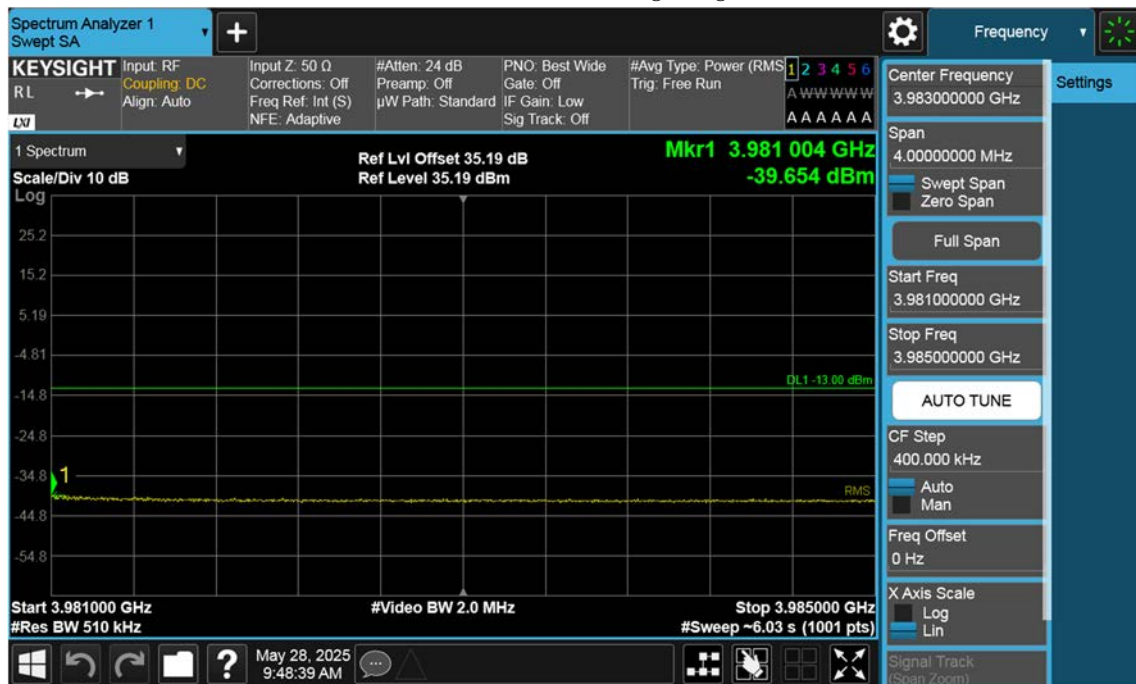 Spectrum Analyzer 1
Swept SA
+
Frequency
KEYSIGHT
RL
LXI
Input: RF
Coupling: DC
Align: Auto
Input Z: 50 Ω
Corrections: Off
Freq Ref: Int (S)
NFE: Adaptive
#Atten: 24 dB
Preamp: Off
µW Path: Standard
PNO: Best Wide
Gate: Off
IF Gain: Low
Sig Track: Off
#Avg Type: Power (RMS
Trig: Free Run
1 2 3 4 5 6
A W W W W W
A A A A A A
1 Spectrum
Scale/Div 10 dB
Log
Ref Lvl Offset 35.19 dB
Ref Level 35.19 dBm
Mkr1 3.981 004 GHz
-39.654 dBm
25.2
15.2
5.19
-4.81
DL1 -13.00 dBm
-14.8
-24.8
-34.8
1
RMS
-44.8
-54.8
Start 3.981000 GHz
#Res BW 510 kHz
#Video BW 2.0 MHz
Stop 3.985000 GHz
#Sweep ~6.03 s (1001 pts)
?
May 28, 2025
9:48:39 AM
Center Frequency
3.983000000 GHz
Settings
Span
4.00000000 MHz
Swept Span
Zero Span
Full Span
Start Freq
3.981000000 GHz
Stop Freq
3.985000000 GHz
AUTO TUNE
CF Step
400.000 kHz
Auto
Man
Freq Offset
0 Hz
X Axis Scale
Log
Lin
Signal Track
(Span Zoom)